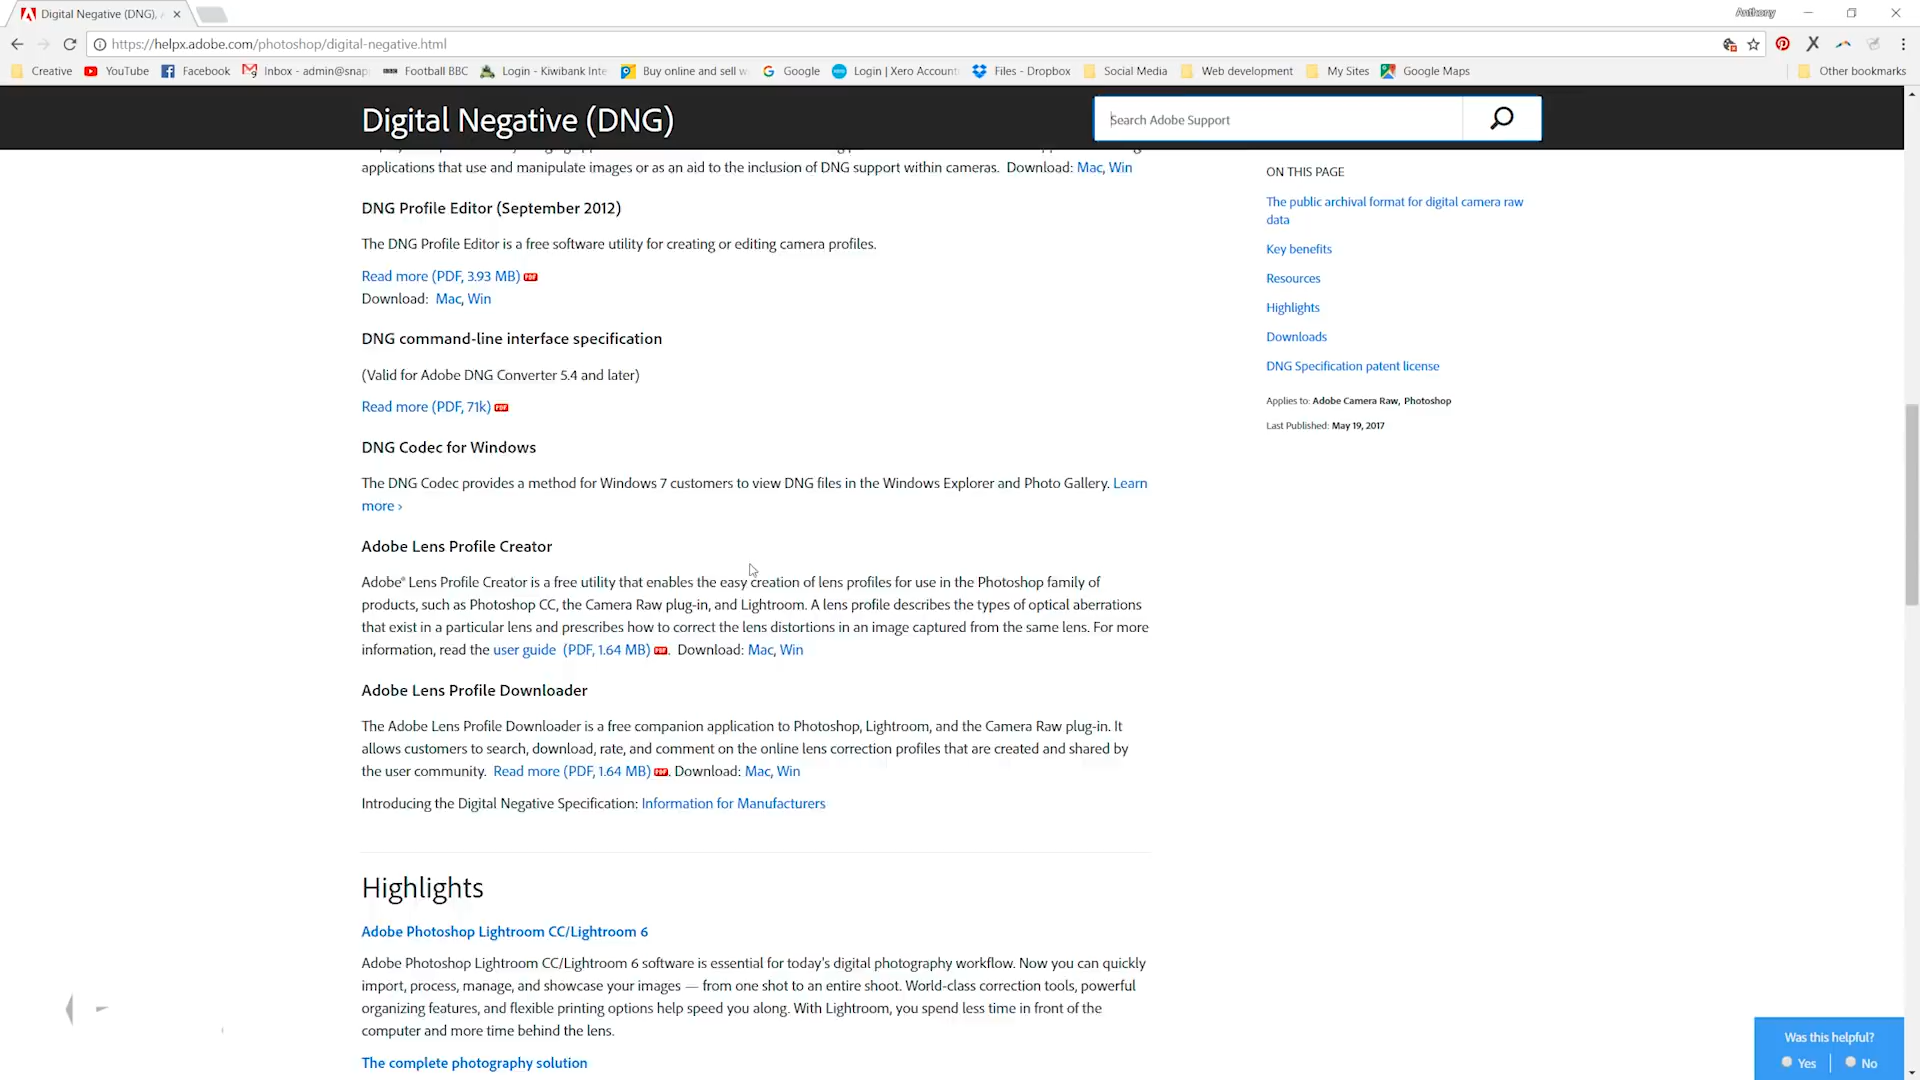 Digital Negative (DNG),
Anthony
https://helpx.adobe.com/photoshop/digital-negative.html
Creative YouTube Facebook Inbox - admin@snap Football BBC Login - Kiwibank Inte Buy online and sell w Google Login | Xero Account Files - Dropbox Social Media Web development My Sites Google Maps Other bookmarks
Digital Negative (DNG)
Search Adobe Support
applications that use and manipulate images or as an aid to the inclusion of DNG support within cameras. Download: Mac, Win
DNG Profile Editor (September 2012)
The DNG Profile Editor is a free software utility for creating or editing camera profiles.
Read more (PDF, 3.93 MB) PDF
Download: Mac, Win
DNG command-line interface specification
(Valid for Adobe DNG Converter 5.4 and later)
Read more (PDF, 71k) PDF
DNG Codec for Windows
The DNG Codec provides a method for Windows 7 customers to view DNG files in the Windows Explorer and Photo Gallery. Learn
more ›
Adobe Lens Profile Creator
Adobe® Lens Profile Creator is a free utility that enables the easy creation of lens profiles for use in the Photoshop family of
products, such as Photoshop CC, the Camera Raw plug-in, and Lightroom. A lens profile describes the types of optical aberrations
that exist in a particular lens and prescribes how to correct the lens distortions in an image captured from the same lens. For more
information, read the user guide (PDF, 1.64 MB) PDF. Download: Mac, Win
Adobe Lens Profile Downloader
The Adobe Lens Profile Downloader is a free companion application to Photoshop, Lightroom, and the Camera Raw plug-in. It
allows customers to search, download, rate, and comment on the online lens correction profiles that are created and shared by
the user community. Read more (PDF, 1.64 MB) PDF. Download: Mac, Win
Introducing the Digital Negative Specification: Information for Manufacturers
Highlights
Adobe Photoshop Lightroom CC/Lightroom 6
Adobe Photoshop Lightroom CC/Lightroom 6 software is essential for today's digital photography workflow. Now you can quickly
import, process, manage, and showcase your images — from one shot to an entire shoot. World-class correction tools, powerful
organizing features, and flexible printing options help speed you along. With Lightroom, you spend less time in front of the
computer and more time behind the lens.
The complete photography solution
ON THIS PAGE
The public archival format for digital camera raw
data
Key benefits
Resources
Highlights
Downloads
DNG Specification patent license
Applies to: Adobe Camera Raw, Photoshop
Last Published: May 19, 2017
Was this helpful?
Yes No